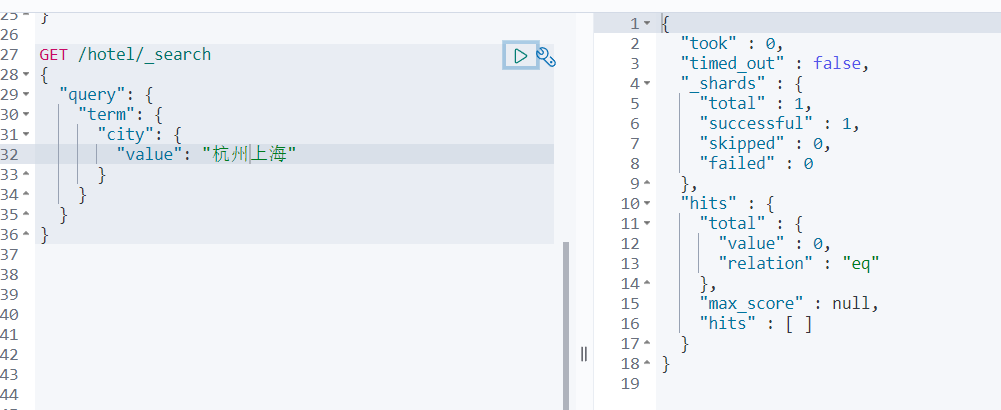 25 }
26
27 GET /hotel/_search
28 {
29 "query": {
30 "term": {
31 "city": {
32 "value": "杭州上海"
33 }
34 }
35 }
36 }
37
38
39
40
41
42
43
44
1 {
2 "took" : 0,
3 "timed_out" : false,
4 "_shards" : {
5 "total" : 1,
6 "successful" : 1,
7 "skipped" : 0,
8 "failed" : 0
9 },
10 "hits" : {
11 "total" : {
12 "value" : 0,
13 "relation" : "eq"
14 },
15 "max_score" : null,
16 "hits" : [ ]
17 }
18 }
19